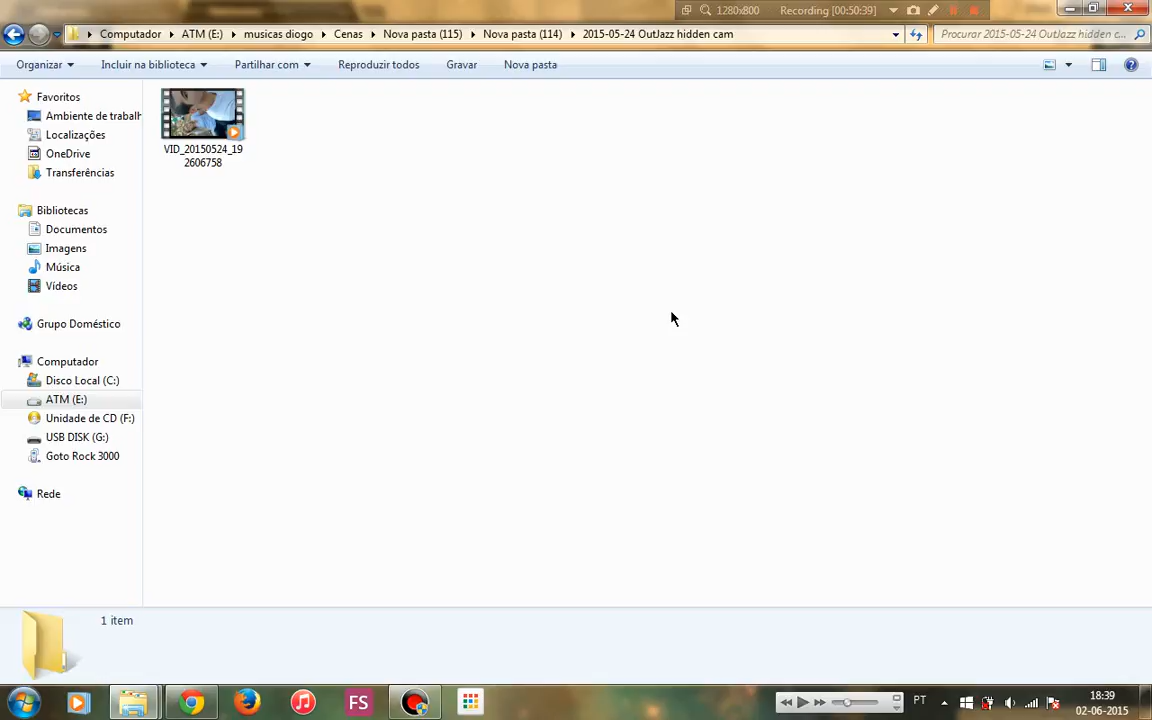 1280x800 Recording [00:50:39]
Computador ATM (E:) musicas diogo Cenas Nova pasta (115) Nova pasta (114) 2015-05-24 OutJazz hidden cam Procurar 2015-05-24 OutJazz hidden c...
Organizar Incluir na biblioteca Partilhar com Reproduzir todos Gravar Nova pasta
Favoritos
Ambiente de trabalh
Localizações
OneDrive
Transferências
Bibliotecas
Documentos
Imagens
Música
Vídeos
Grupo Doméstico
Computador
Disco Local (C:)
ATM (E:)
Unidade de CD (F:)
USB DISK (G:)
Goto Rock 3000
Rede
VID_20150524_19
2606758
1 item
FS
PT
18:39
02-06-2015